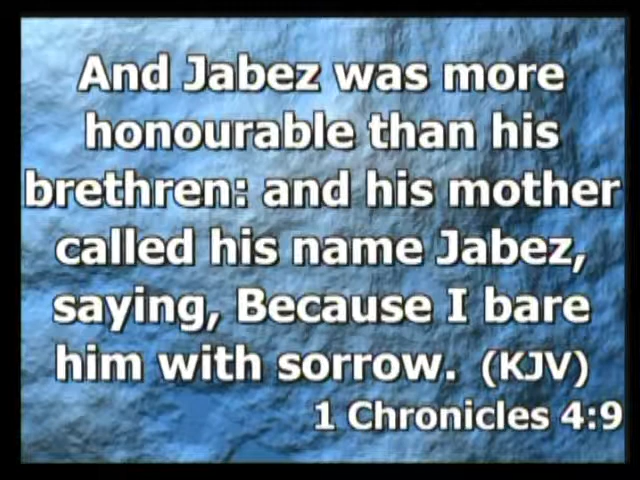 And Jabez was more
honourable than his
brethren: and his mother
called his name Jabez,
saying, Because I bare
him with sorrow. (KJV)
1 Chronicles 4:9